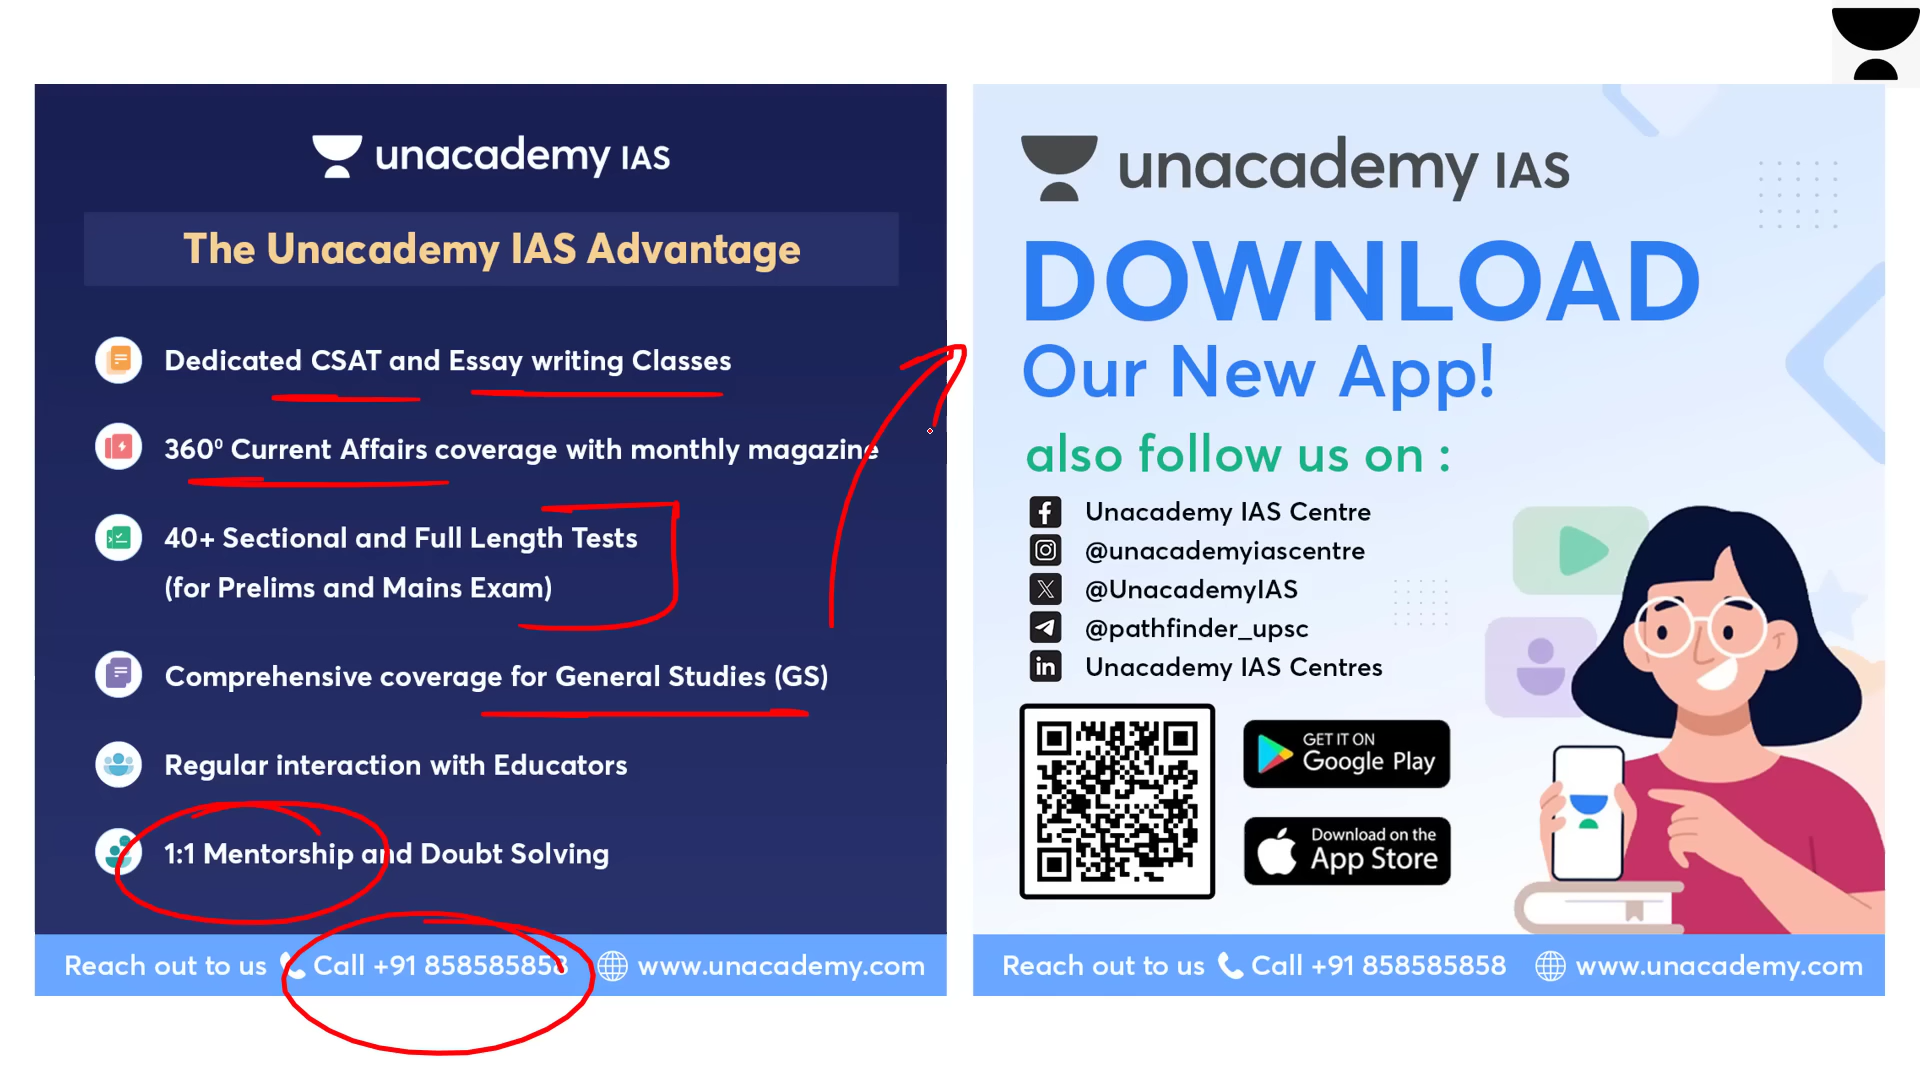 unacademy IAS
The Unacademy IAS Advantage
Dedicated CSAT and Essay writing Classes
360⁰ Current Affairs coverage with monthly magazine
40+ Sectional and Full Length Tests
(for Prelims and Mains Exam)
Comprehensive coverage for General Studies (GS)
Regular interaction with Educators
1:1 Mentorship and Doubt Solving
Reach out to us Call +91 858585858 www.unacademy.com
unacademy IAS
DOWNLOAD
Our New App!
also follow us on :
Unacademy IAS Centre
@unacademyiascentre
@UnacademyIAS
@pathfinder_upsc
Unacademy IAS Centres
GET IT ON
Google Play
Download on the
App Store
Reach out to us Call +91 858585858 www.unacademy.com